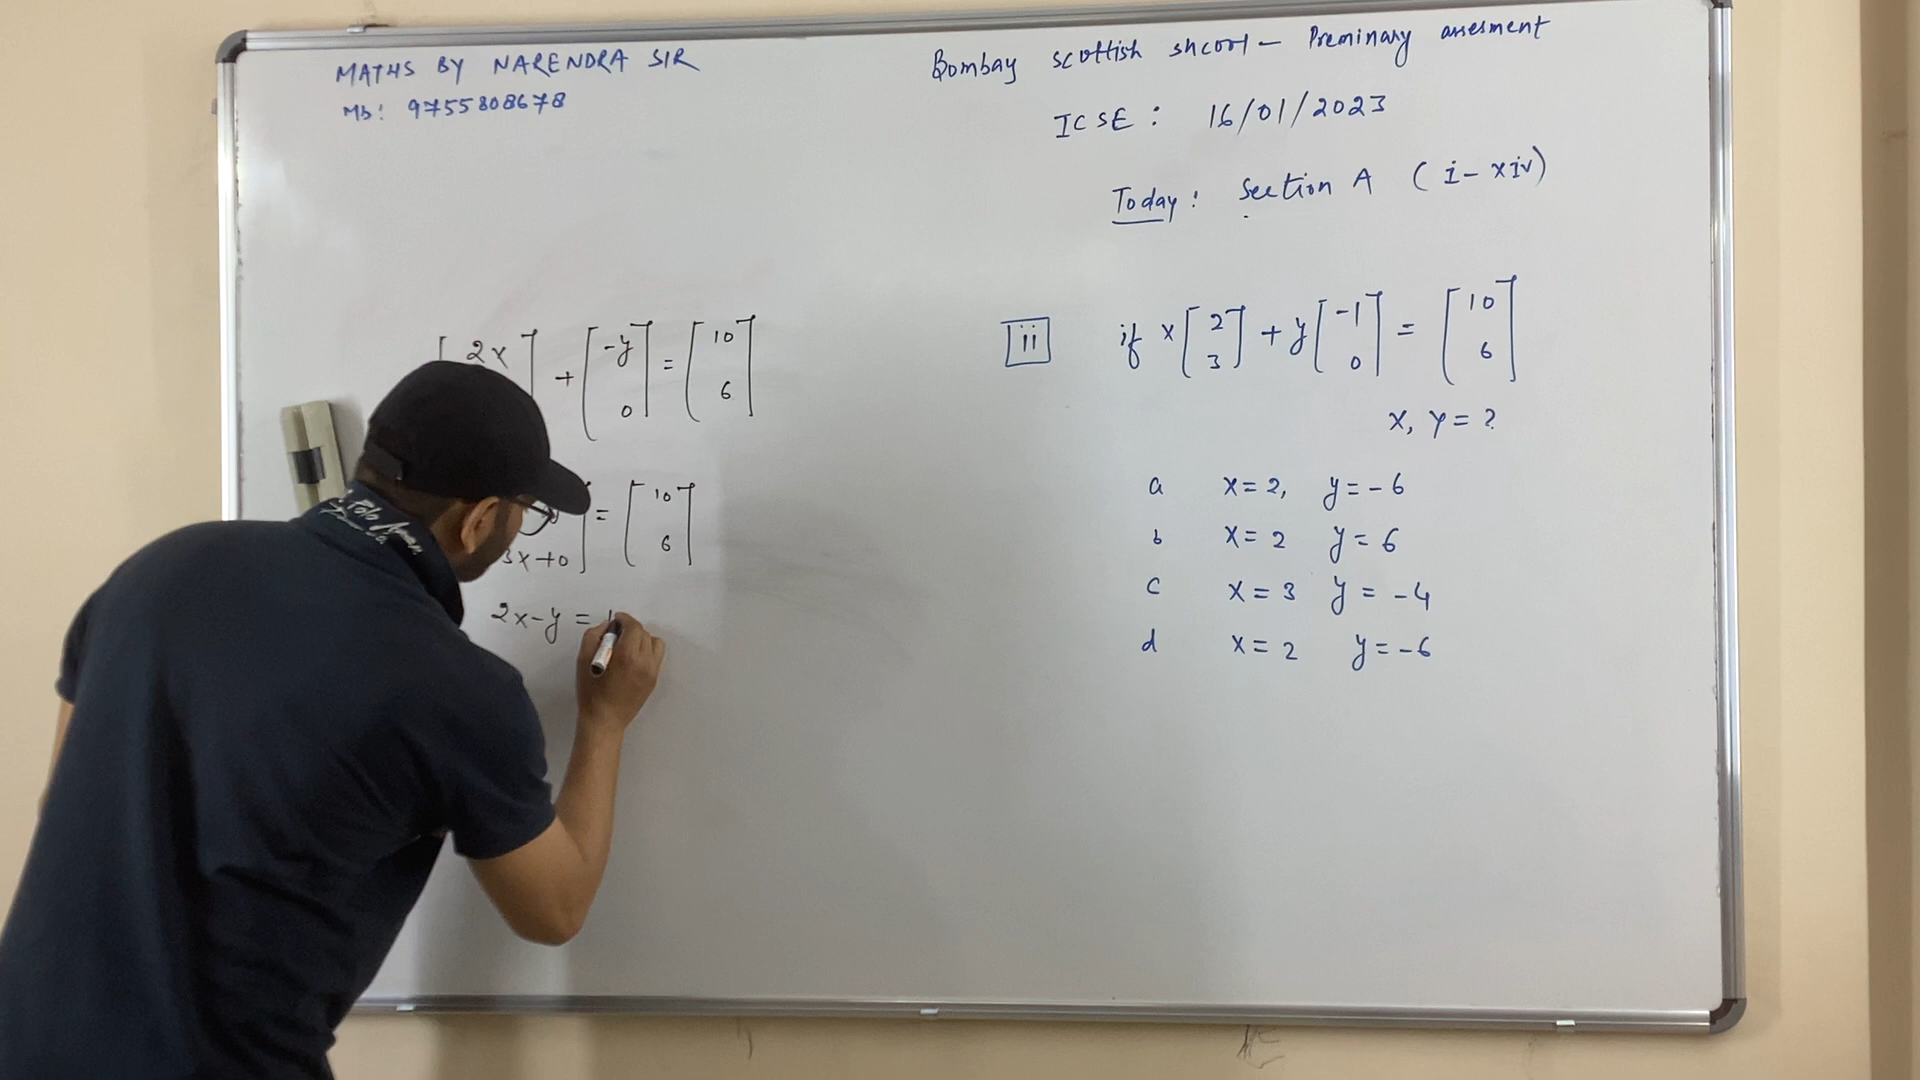 MATHS BY NARENDRA SIR
Mb: 9755808678
Bombay scottish shcool - Preminary assesment
ICSE: 16/01/2023
Today: Section A (i - xiv)
ii if x [2 3] + y [-1 0] = [10 6]
x, y = ?
a x = 2, y = -6
b x = 2 y = 6
c x = 3 y = -4
d x = 2 y = -6
[2x + [-y 0] = [10 6]
3x+0] = [10 6]
2x-y =